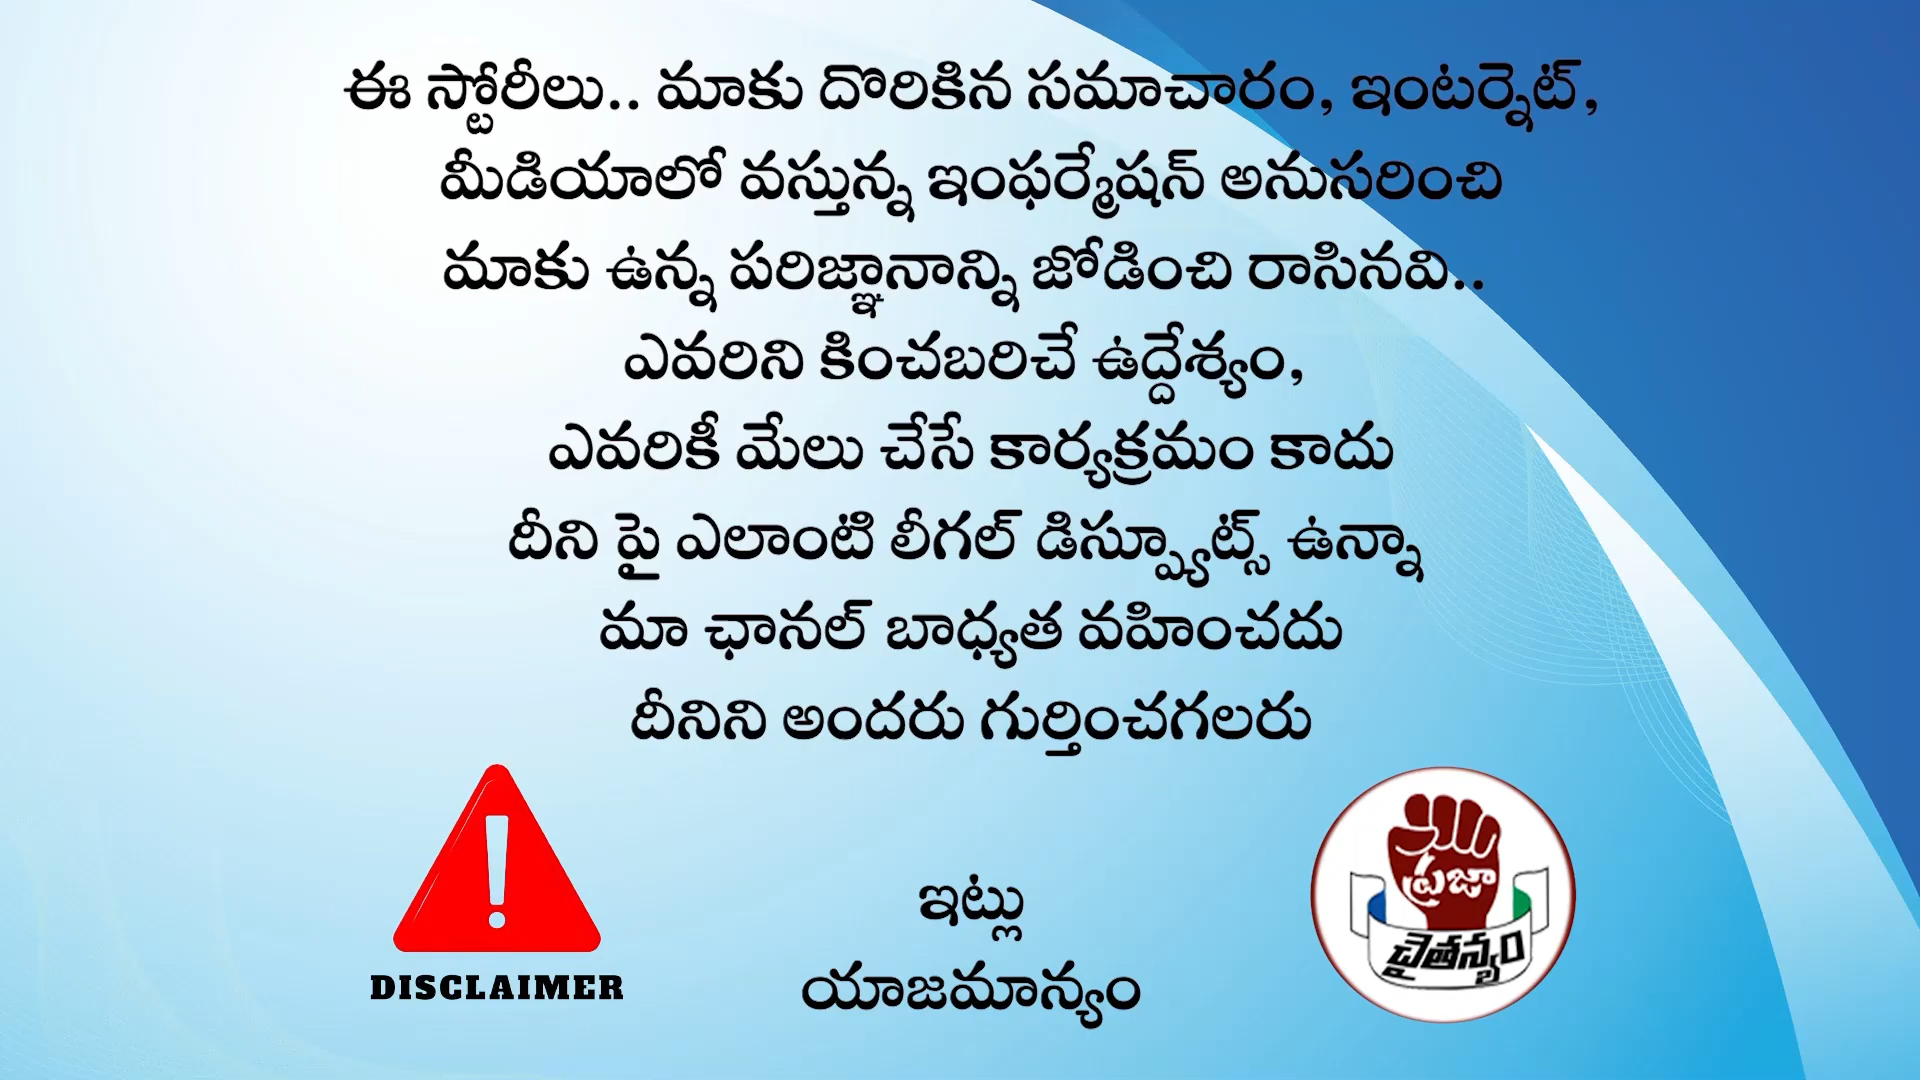 ఈ స్టోరీలు.. మాకు దొరికిన సమాచారం, ఇంటర్నెట్,
మీడియాలో వస్తున్న ఇంఫర్మేషన్ అనుసరించి
మాకు ఉన్న పరిజ్ఞానాన్ని జోడించి రాసినవి..
ఎవరిని కించబరిచే ఉద్దేశ్యం,
ఎవరికీ మేలు చేసే కార్యక్రమం కాదు
దీని పై ఎలాంటి లీగల్ డిస్ప్యూట్స్ ఉన్నా
మా ఛానల్ బాధ్యత వహించదు
దీనిని అందరు గుర్తించగలరు
DISCLAIMER
ఇట్లు
యాజమాన్యం
ప్రజా
చైతన్యం